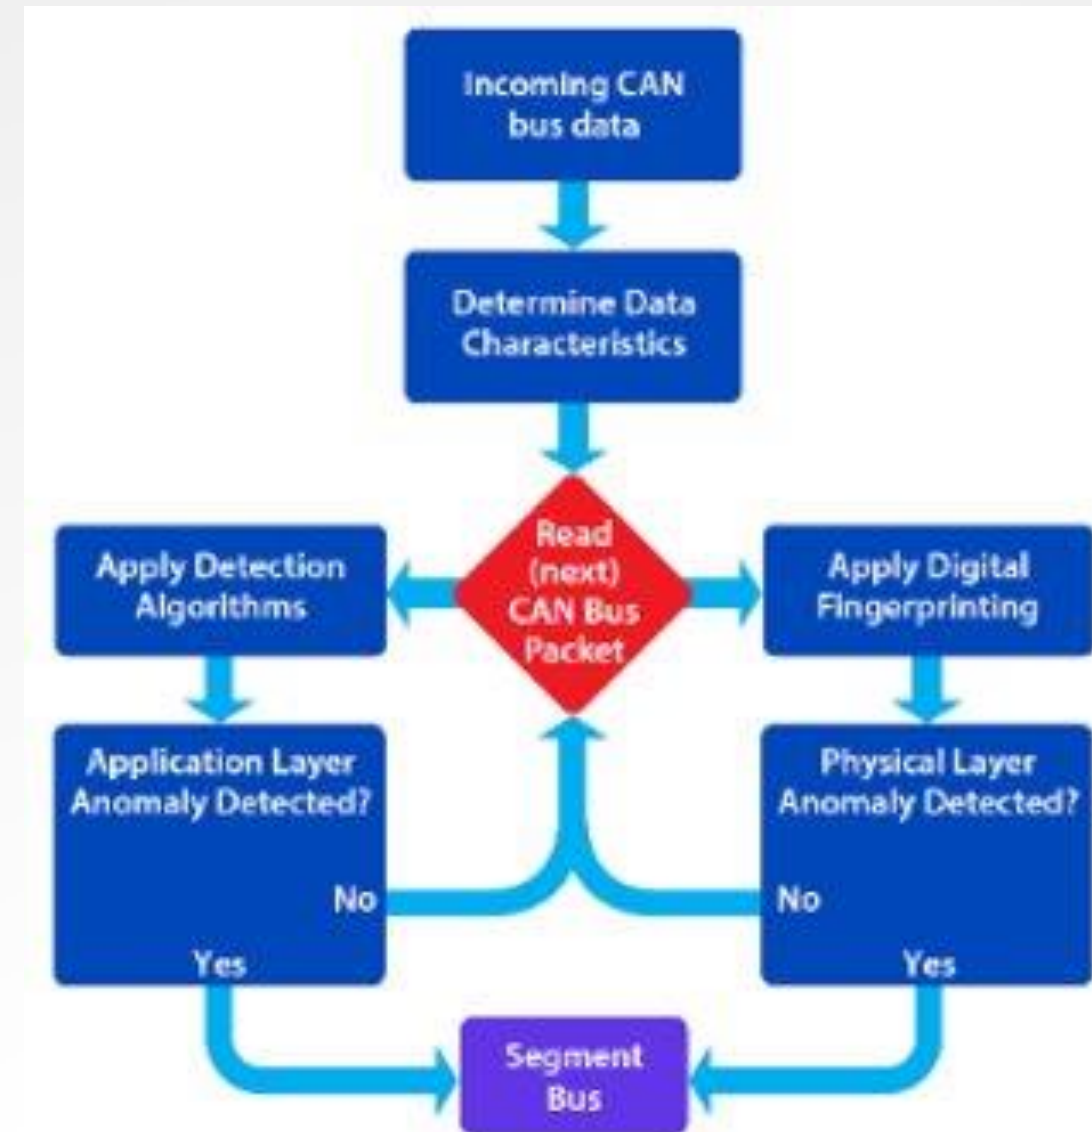 Incoming CAN
bus data
Determine Data
Characteristics
Read
(next)
CAN Bus
Packet
Apply Detection
Algorithms
Apply Digital
Fingerprinting
Application Layer
Anomaly Detected?
No
Yes
Physical Layer
Anomaly Detected?
No
Yes
Segment
Bus